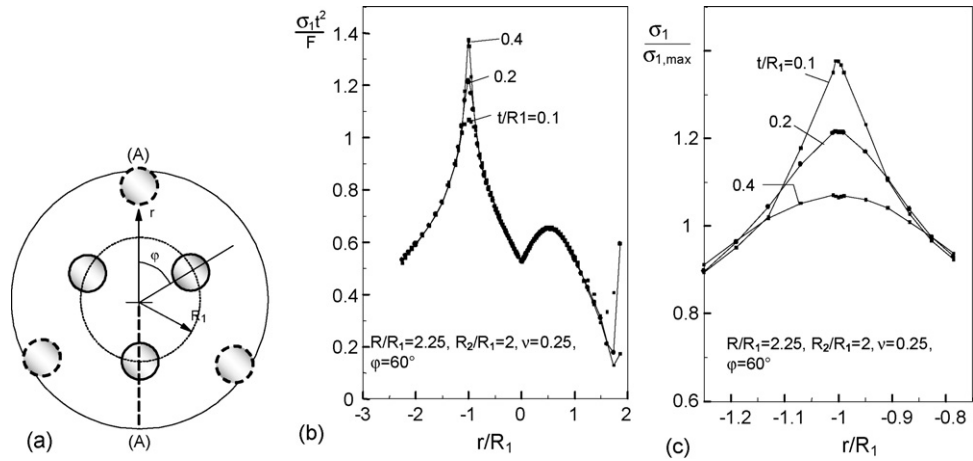 (A)
r
φ
R1
(A)
(a)
σ1t²
F
1.4
1.2
1
0.8
0.6
0.4
0.2
0
0.4
0.2
t/R1=0.1
R/R1=2.25, R2/R1=2, ν=0.25,
φ=60°
-3
-2
-1
0
1
2
r/R1
(b)
σ1
σ1,max
1.2
1
0.8
0.6
t/R1=0.1
0.2
0.4
R/R1=2.25, R2/R1=2, ν=0.25,
φ=60°
-1.2
-1.1
-1
-0.9
-0.8
r/R1
(c)